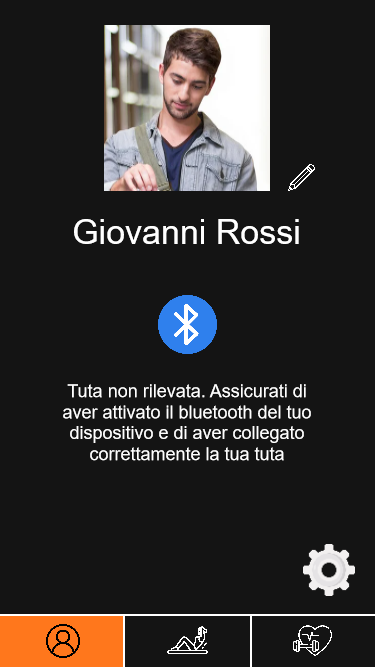 Giovanni Rossi
Tuta non rilevata. Assicurati di
aver attivato il bluetooth del tuo
dispositivo e di aver collegato
correttamente la tua tuta